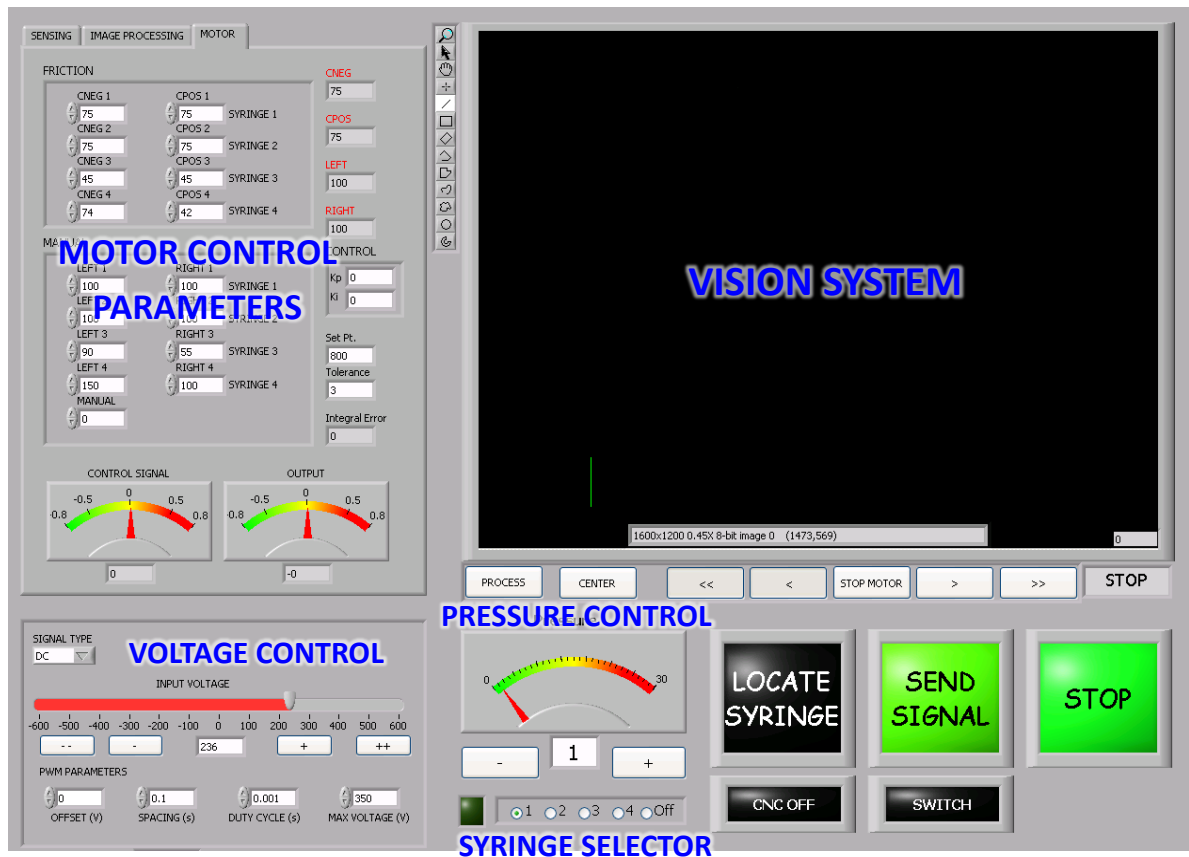 SENSING IMAGE PROCESSING MOTOR
FRICTION
CNEG 1 CPOS 1
75 75 SYRINGE 1
CNEG 2 CPOS 2
75 75 SYRINGE 2
CNEG 3 CPOS 3
45 45 SYRINGE 3
CNEG 4 CPOS 4
74 42 SYRINGE 4
CNEG
75
CPOS
75
LEFT
100
RIGHT
100
MOTOR CONTROL
PARAMETERS
LEFT 1 RIGHT 1
100 100 SYRINGE 1
100 100 SYRINGE 2
LEFT 3 RIGHT 3
90 55 SYRINGE 3
LEFT 4 RIGHT 4
150 100 SYRINGE 4
MANUAL
0
CONTROL
Kp 0
Ki 0
Set Pt.
800
Tolerance
3
Integral Error
0
CONTROL SIGNAL OUTPUT
-0.8 -0.5 0 0.5 0.8
-0.8 -0.5 0 0.5 0.8
0 -0
VISION SYSTEM
1600x1200 0.45X 8-bit image 0 (1473,569)
0
PROCESS CENTER << < STOP MOTOR > >> STOP
SIGNAL TYPE
DC
VOLTAGE CONTROL
INPUT VOLTAGE
-600 -500 -400 -300 -200 -100 0 100 200 300 400 500 600
-- - 236 + ++
PWM PARAMETERS
0 0.1 0.001 350
OFFSET (V) SPACING (s) DUTY CYCLE (s) MAX VOLTAGE (V)
PRESSURE CONTROL
0 30
- 1 +
1 2 3 4 Off
SYRINGE SELECTOR
LOCATE
SYRINGE
SEND
SIGNAL
STOP
CNC OFF
SWITCH